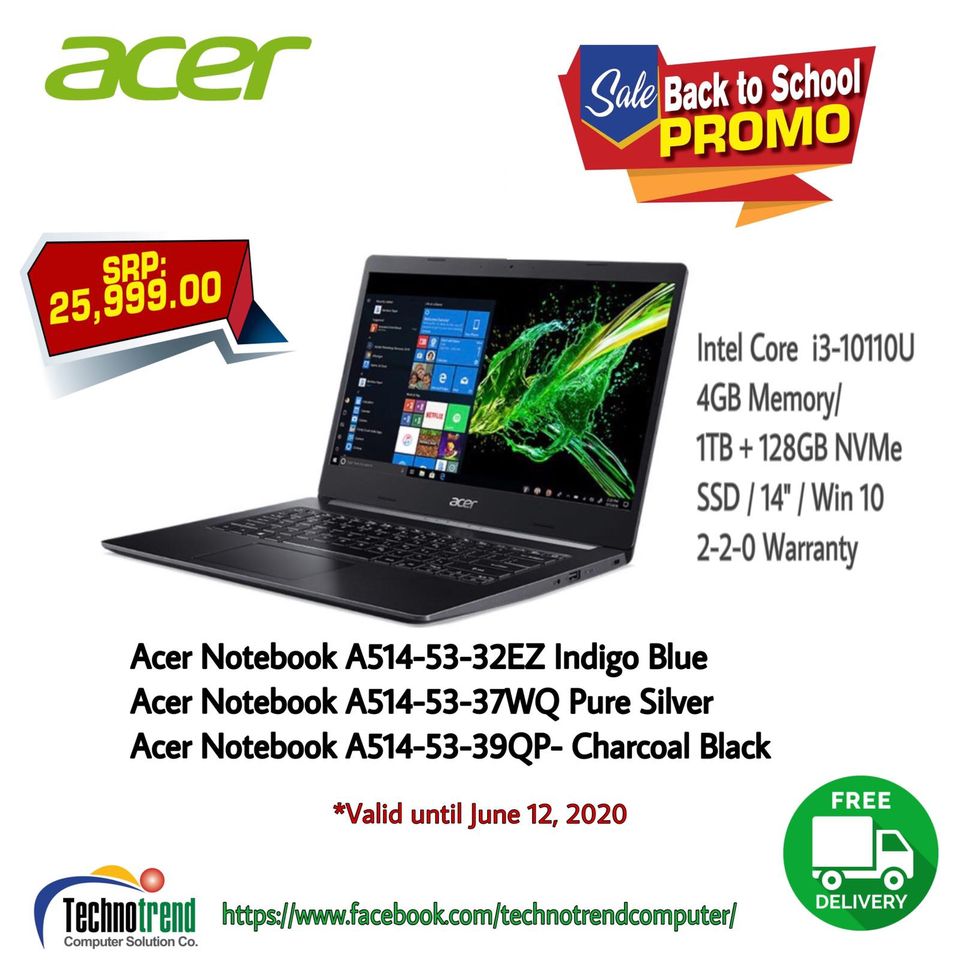 acer
Sale
Back to School
PROMO
SRP:
25,999.00
acer
Intel Core i3-10110U
4GB Memory/
1TB + 128GB NVMe
SSD / 14" / Win 10
2-2-0 Warranty
Acer Notebook A514-53-32EZ Indigo Blue
Acer Notebook A514-53-37WQ Pure Silver
Acer Notebook A514-53-39QP- Charcoal Black
*Valid until June 12, 2020
FREE
DELIVERY
Technotrend
Computer Solution Co.
https://www.facebook.com/technotrendcomputer/